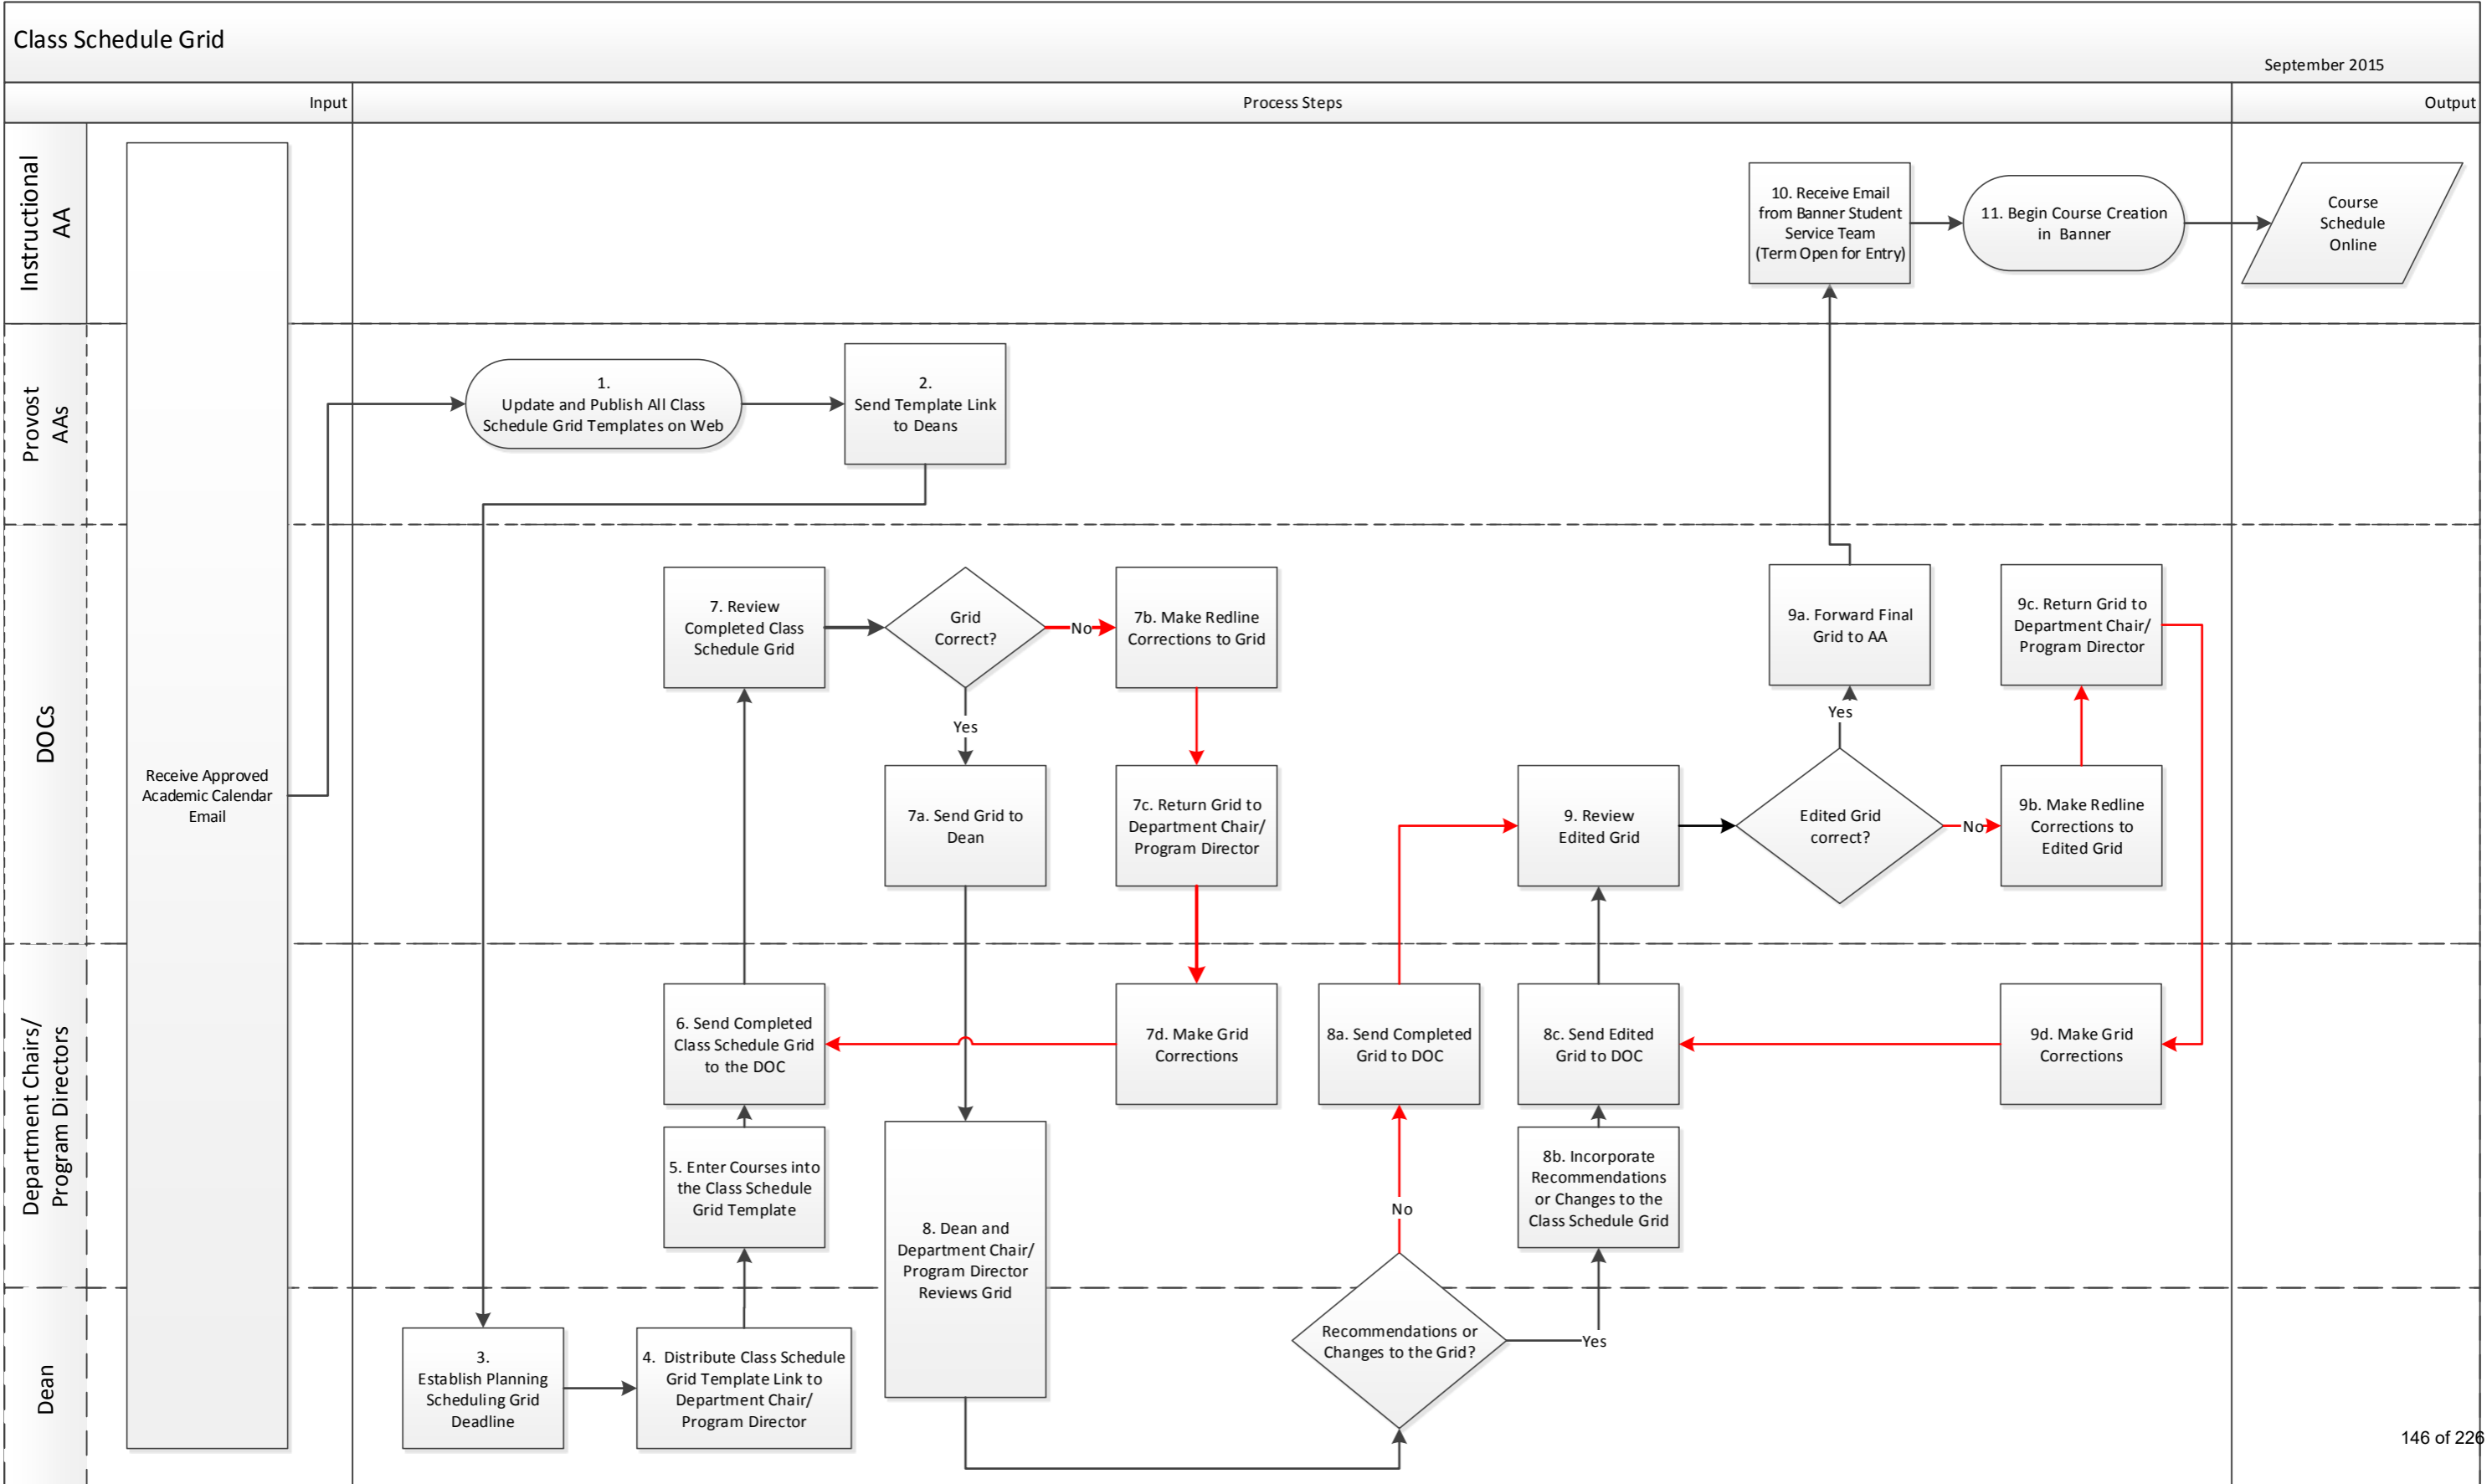 Class Schedule Grid
September 2015
Input
Process Steps
Output
Instructional
AA
10. Receive Email
from Banner Student
Service Team
(Term Open for Entry)
11. Begin Course Creation
in Banner
Course
Schedule
Online
Provost
AAs
1.
Update and Publish All Class
Schedule Grid Templates on Web
2.
Send Template Link
to Deans
DOCs
Receive Approved
Academic Calendar
Email
7. Review
Completed Class
Schedule Grid
Grid
Correct?
No
7b. Make Redline
Corrections to Grid
Yes
7a. Send Grid to
Dean
7c. Return Grid to
Department Chair/
Program Director
9a. Forward Final
Grid to AA
9c. Return Grid to
Department Chair/
Program Director
Yes
9. Review
Edited Grid
Edited Grid
correct?
No
9b. Make Redline
Corrections to
Edited Grid
Department Chairs/
Program Directors
6. Send Completed
Class Schedule Grid
to the DOC
7d. Make Grid
Corrections
8a. Send Completed
Grid to DOC
8c. Send Edited
Grid to DOC
9d. Make Grid
Corrections
5. Enter Courses into
the Class Schedule
Grid Template
8. Dean and
Department Chair/
Program Director
Reviews Grid
No
8b. Incorporate
Recommendations
or Changes to the
Class Schedule Grid
Dean
3.
Establish Planning
Scheduling Grid
Deadline
4. Distribute Class Schedule
Grid Template Link to
Department Chair/
Program Director
Recommendations or
Changes to the Grid?
Yes
146 of 226